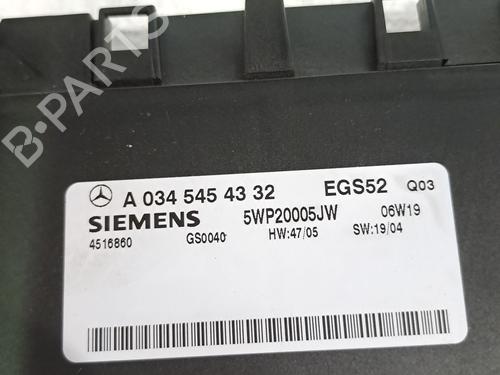 B-PARTS
A 034 545 43 32 EGS52 Q03
SIEMENS 5WP20005JW 06W19
4516860 GS0040 HW:47/05 SW:19/04